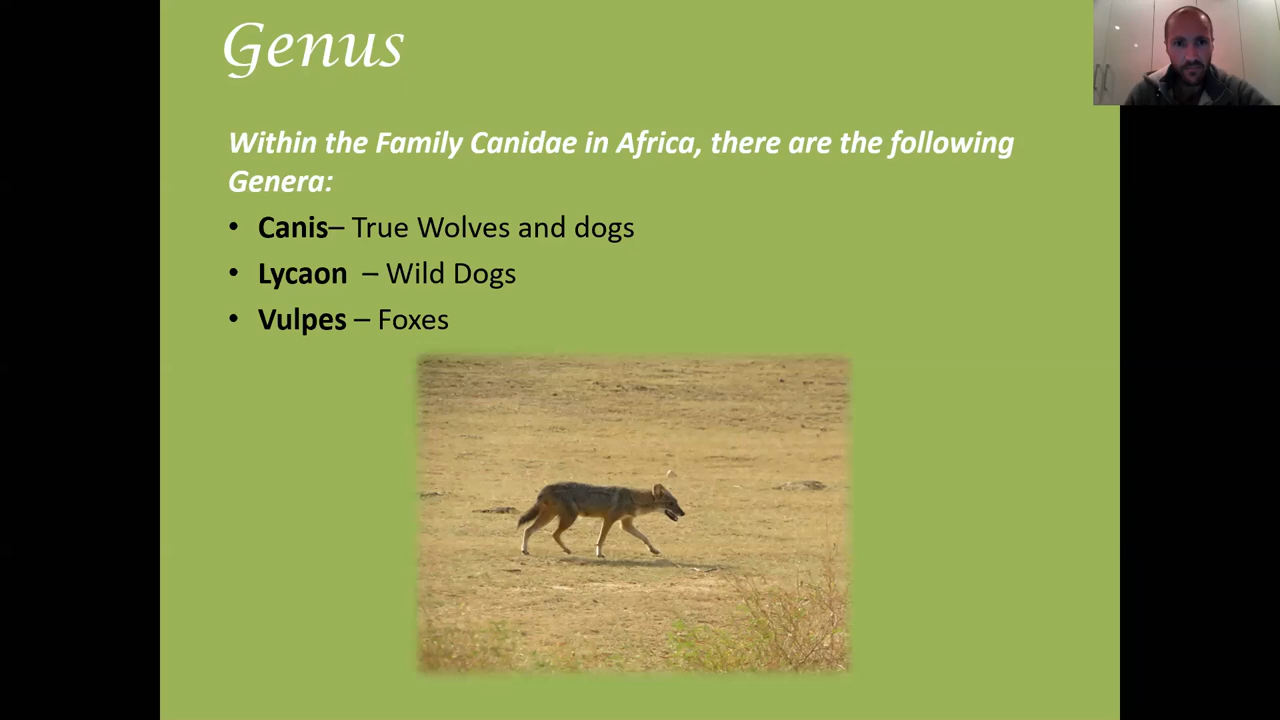 Genus
Within the Family Canidae in Africa, there are the following
Genera:
• Canis– True Wolves and dogs
• Lycaon – Wild Dogs
• Vulpes – Foxes